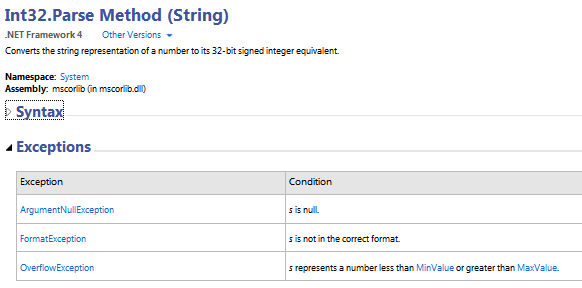 Int32.Parse Method (String)
.NET Framework 4 Other Versions
Converts the string representation of a number to its 32-bit signed integer equivalent.
Namespace: System
Assembly: mscorlib (in mscorlib.dll)
Syntax
Exceptions
Exception Condition
ArgumentNullException s is null.
FormatException s is not in the correct format.
OverflowException s represents a number less than MinValue or greater than MaxValue.